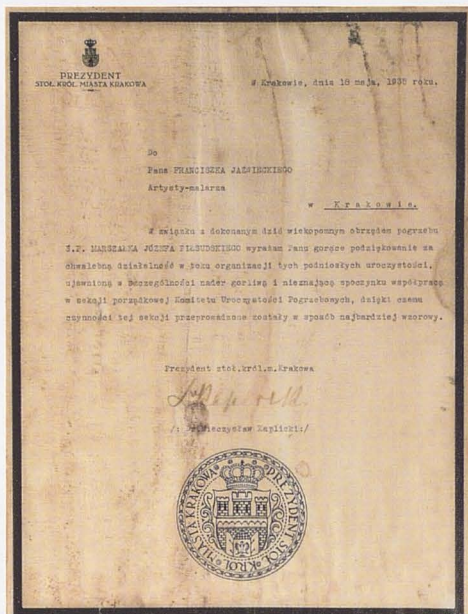 PREZYDENT
STOŁ. KRÓL. MIASTA KRAKOWA
W Krakowie, dnia 18 maja, 1935 roku.
Do
Pana FRANCISZKA JAŹWIECKIEGO
Artysty-malarza
w Krakowie.
W związku z dokonanym dziś wiekopomnym obrzędem pogrzebu
Ś.P. MARSZAŁKA JÓZEFA PIŁSUDSKIEGO wyrażam Panu gorące podziękowanie za
chwalebną działalność w toku organizacji tych podniosłych uroczystości,
ujawnioną w szczególności nader gorliwą i nieznającą spoczynku współpracą
w sekcji porządkowej Komitetu Uroczystości Pogrzebowych, dzięki czemu
czynności tej sekcji przeprowadzone zostały w sposób najbardziej wzorowy.
Prezydent stoł.król.m.Krakowa
/: Mieczysław Kaplicki:/
PREZYDENT STOŁ. KRÓL. MIASTA KRAKOWA